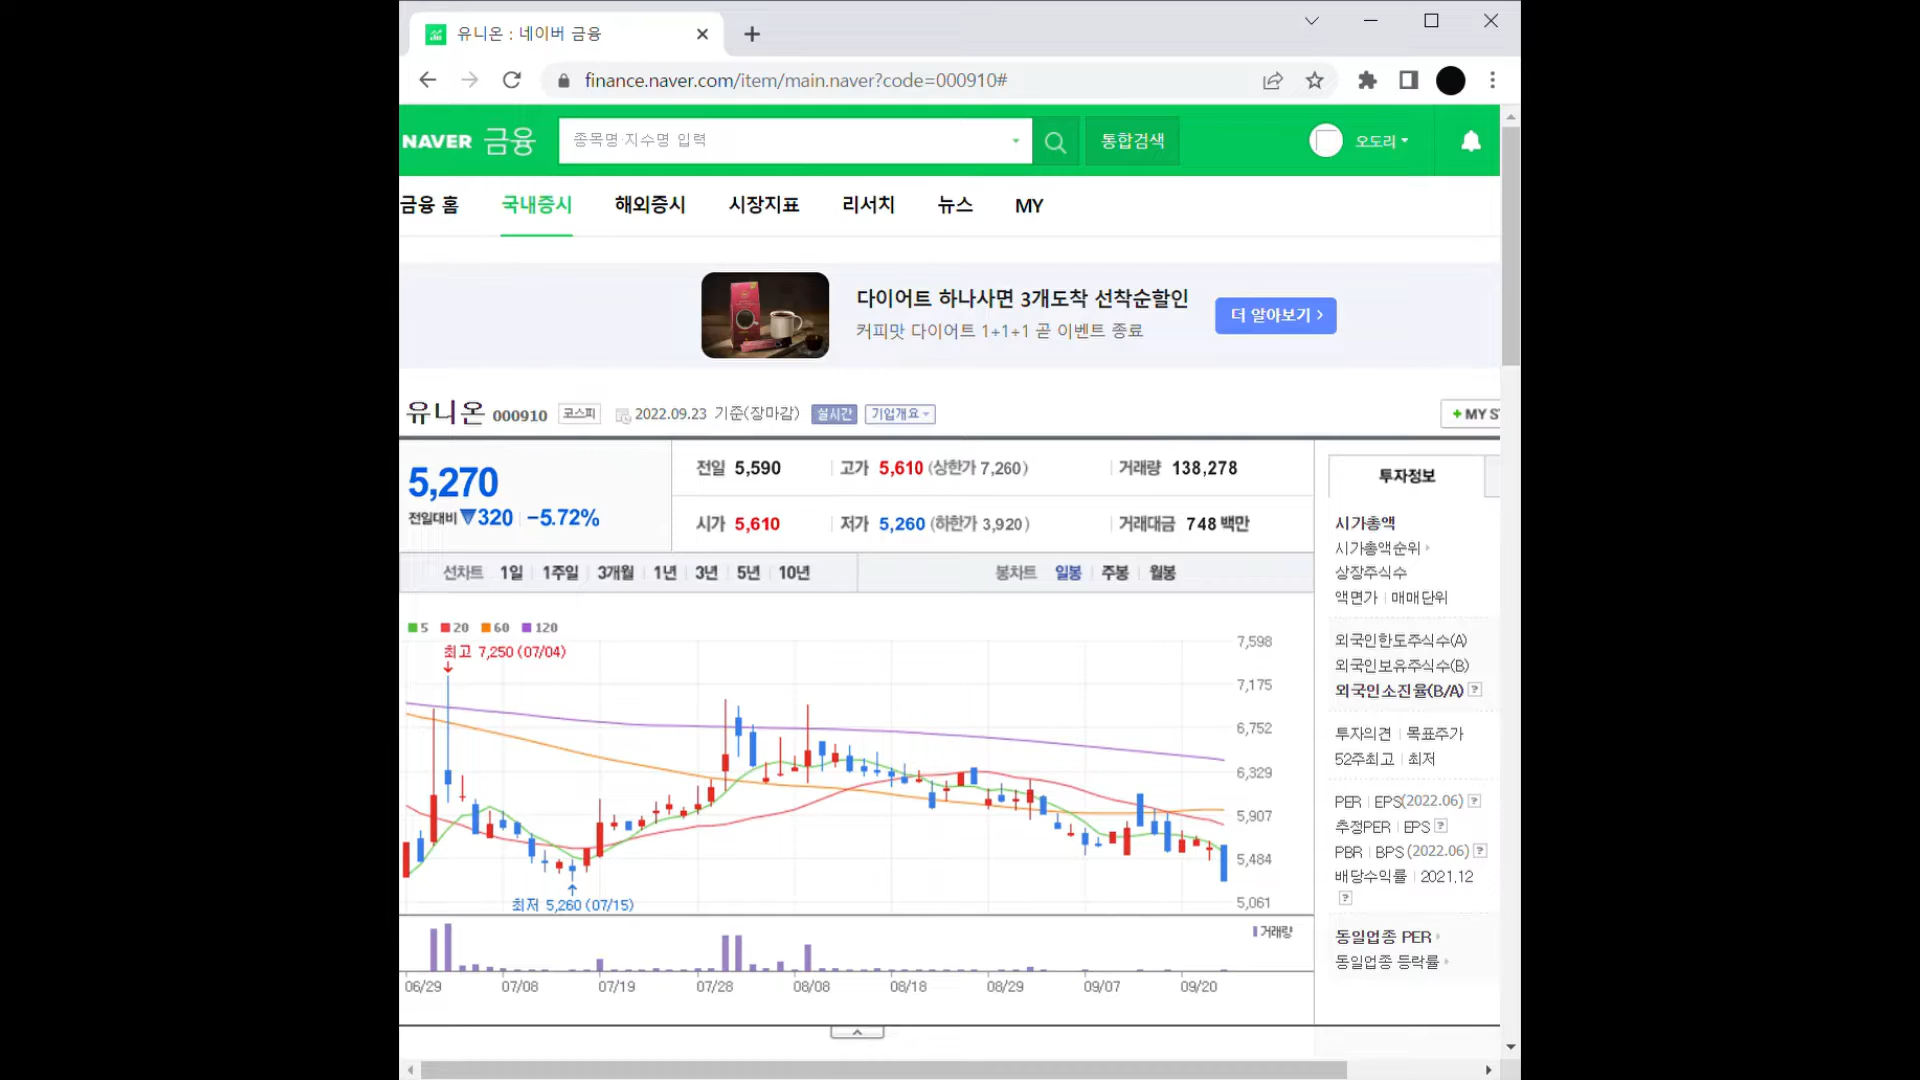 유니온 : 네이버 금융
finance.naver.com/item/main.naver?code=000910#
NAVER 금융 종목명·지수명 입력 통합검색 오도리
금융 홈 국내증시 해외증시 시장지표 리서치 뉴스 MY
다이어트 하나사면 3개도착 선착순할인
커피맛 다이어트 1+1+1 곧 이벤트 종료
더 알아보기 >
유니온 000910 코스피 2022.09.23 기준(장마감) 실시간 기업개요 + MY S
5,270
전일대비 ▼320 -5.72%
전일 5,590 고가 5,610 (상한가 7,260) 거래량 138,278
시가 5,610 저가 5,260 (하한가 3,920) 거래대금 748 백만
선차트 1일 1주일 3개월 1년 3년 5년 10년 봉차트 일봉 주봉 월봉
5 20 60 120
최고 7,250 (07/04)
7,598
7,175
6,752
6,329
5,907
5,484
5,061
최저 5,260 (07/15)
거래량
06/29 07/08 07/19 07/28 08/08 08/18 08/29 09/07 09/20
투자정보
시가총액
시가총액순위
상장주식수
액면가 매매단위
외국인한도주식수(A)
외국인보유주식수(B)
외국인소진율(B/A) ?
투자의견 목표주가
52주최고 최저
PER EPS(2022.06) ?
추정PER EPS ?
PBR BPS (2022.06) ?
배당수익률 2021.12
?
동일업종 PER
동일업종 등락률